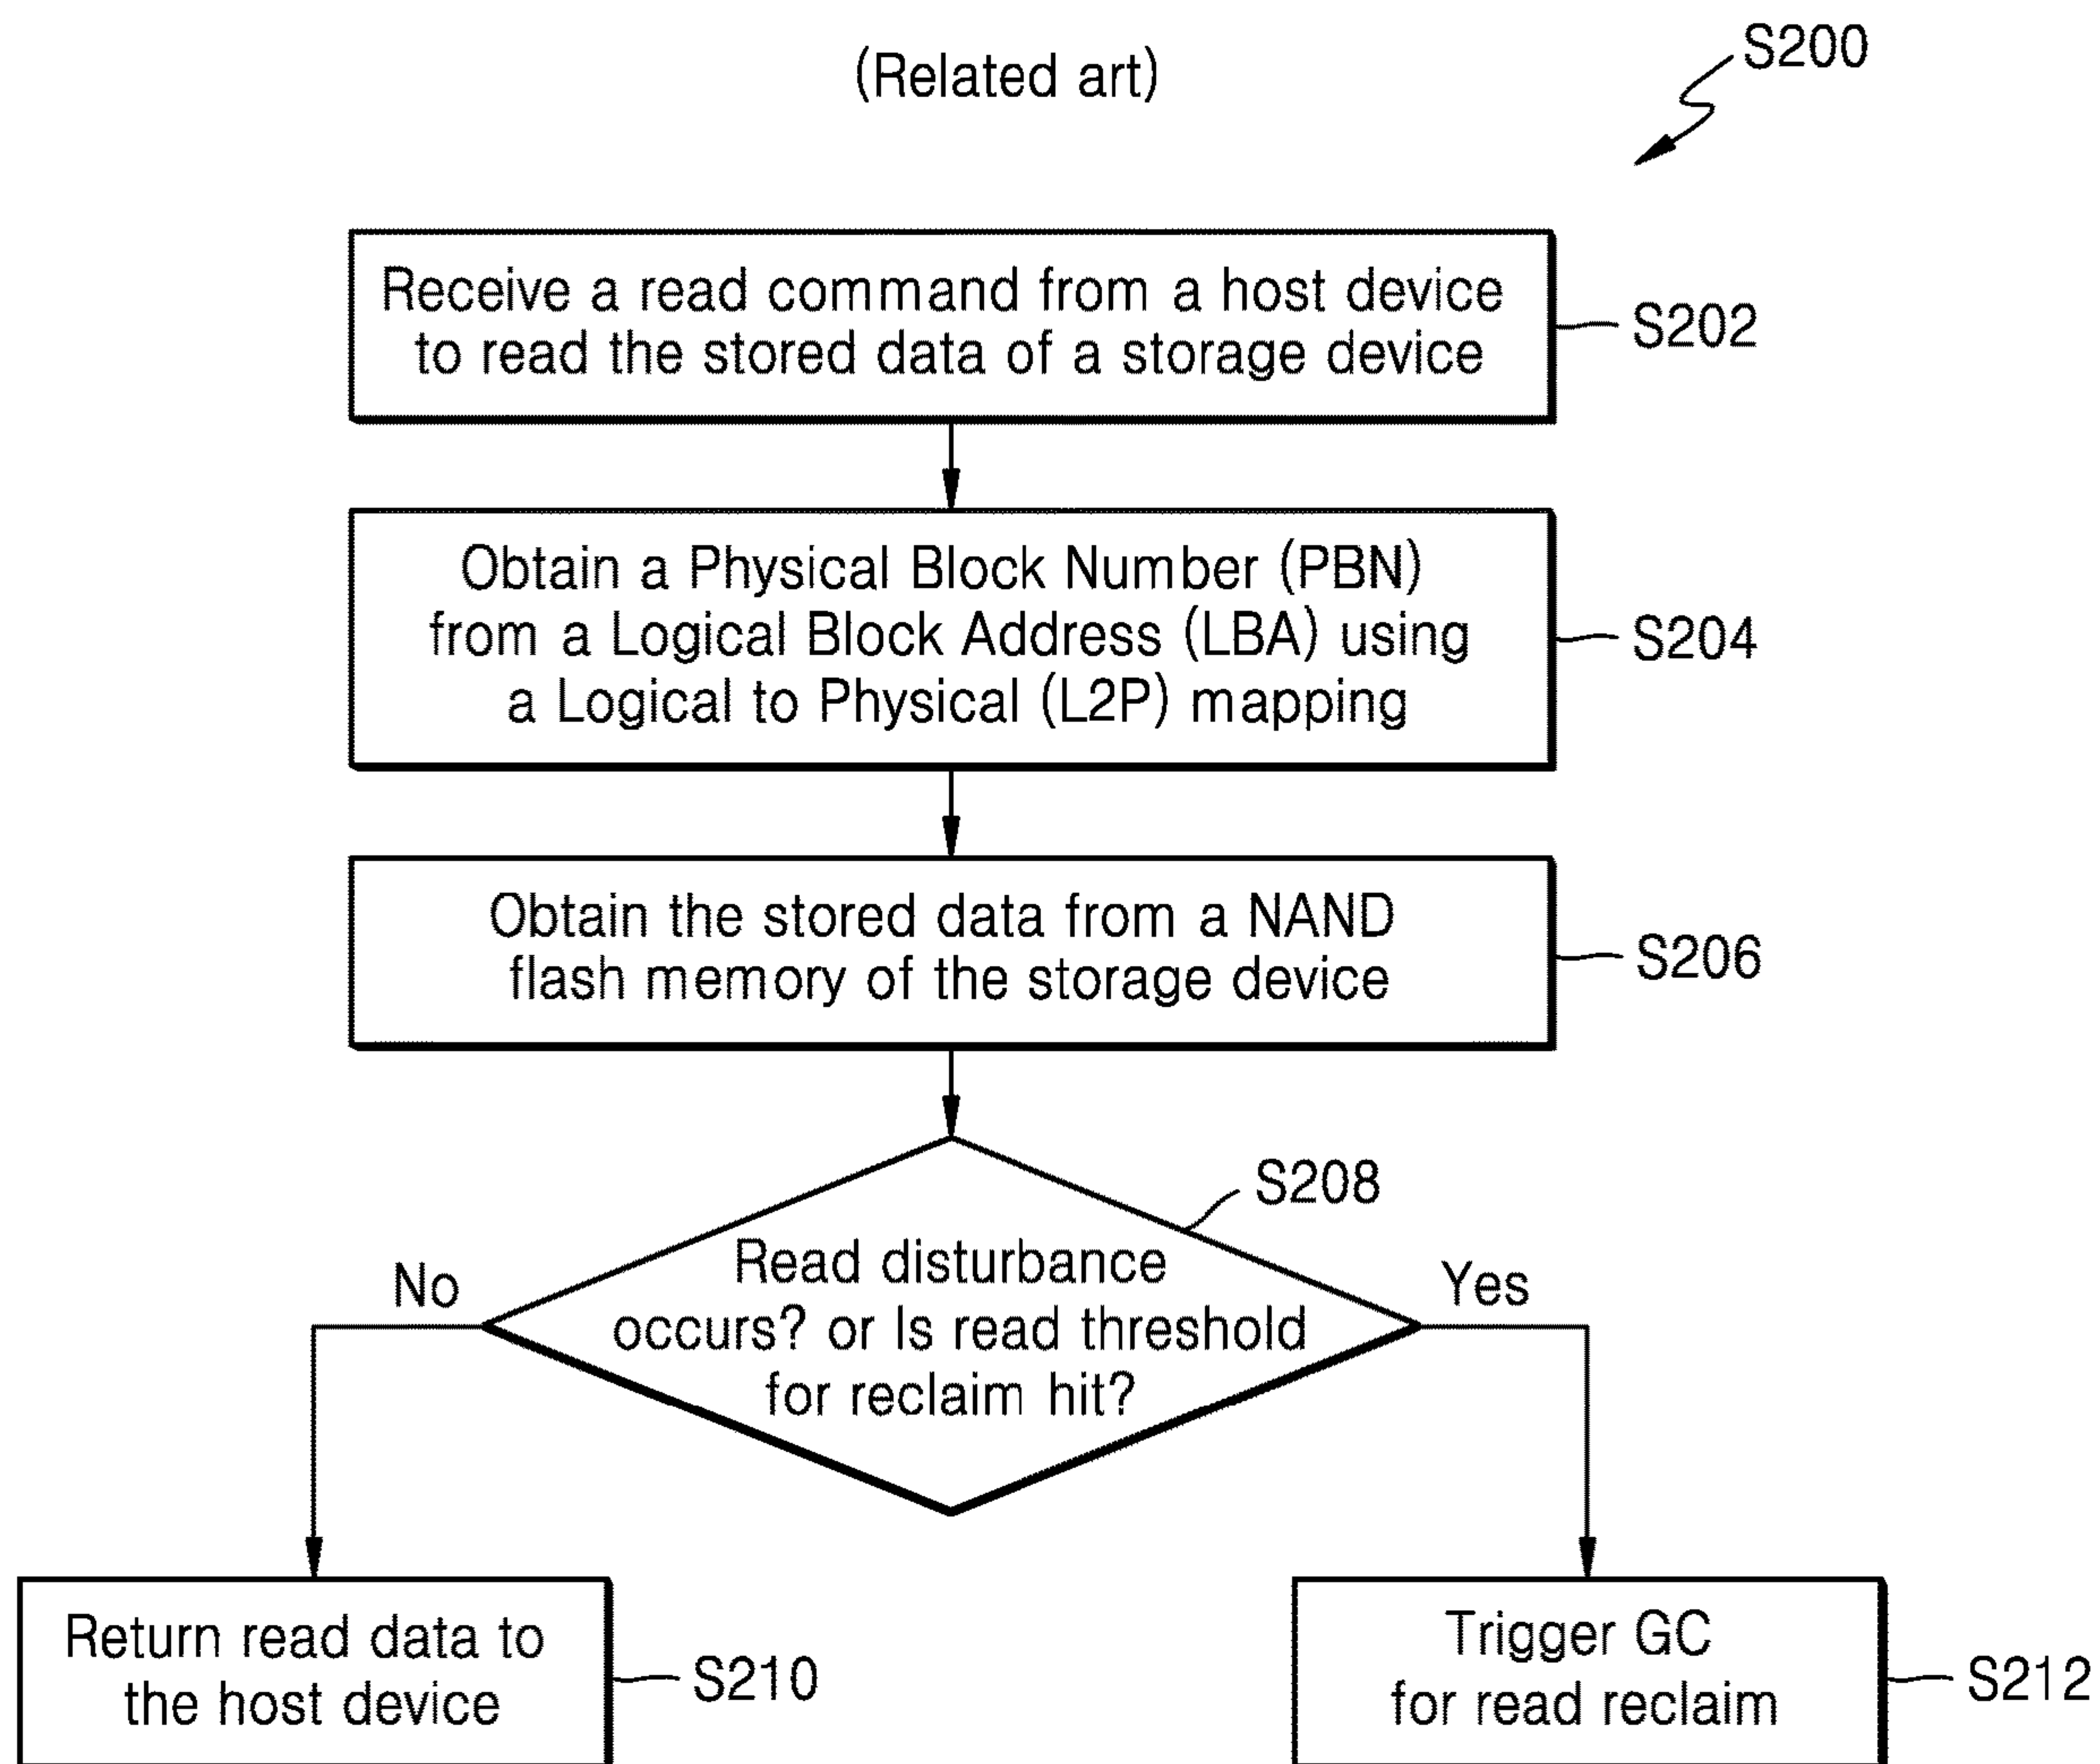 (Related art)
S200
Receive a read command from a host device
to read the stored data of a storage device
S202
Obtain a Physical Block Number (PBN)
from a Logical Block Address (LBA) using
a Logical to Physical (L2P) mapping
S204
Obtain the stored data from a NAND
flash memory of the storage device
S206
S208
Read disturbance
occurs? or Is read threshold
for reclaim hit?
No
Yes
Return read data to
the host device
S210
Trigger GC
for read reclaim
S212